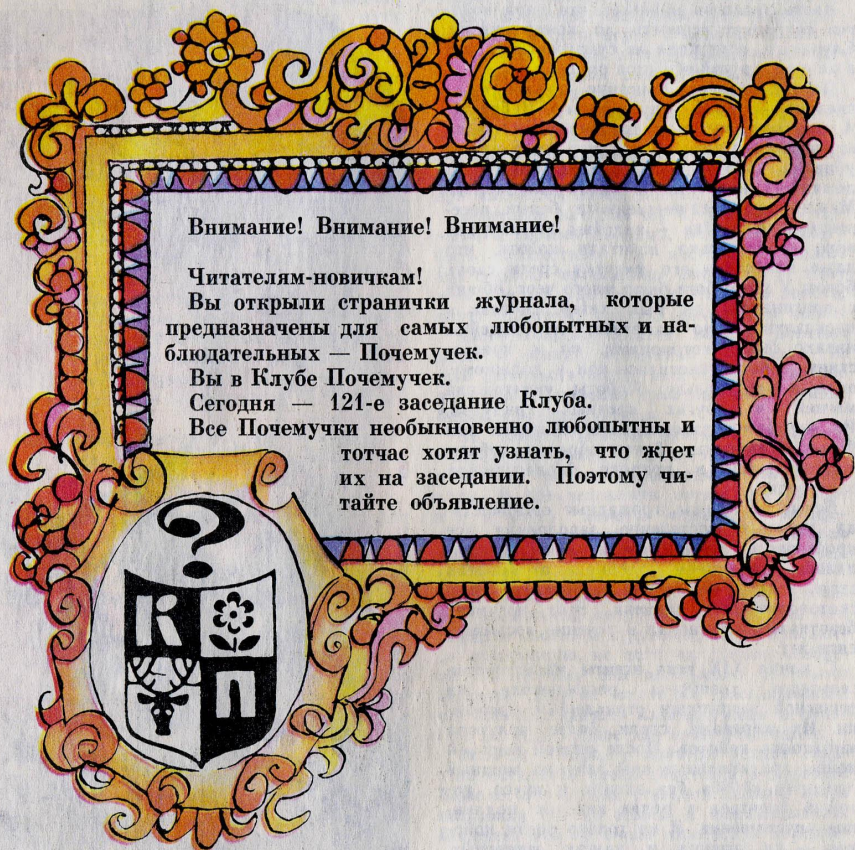 Внимание! Внимание! Внимание!
Читателям-новичкам!
Вы открыли странички журнала, которые
предназначены для самых любопытных и на-
блюдательных — Почемучек.
Вы в Клубе Почемучек.
Сегодня — 121-е заседание Клуба.
Все Почемучки необыкновенно любопытны и
тотчас хотят узнать, что ждет
их на заседании. Поэтому чи-
тайте объявление.
?
К
П